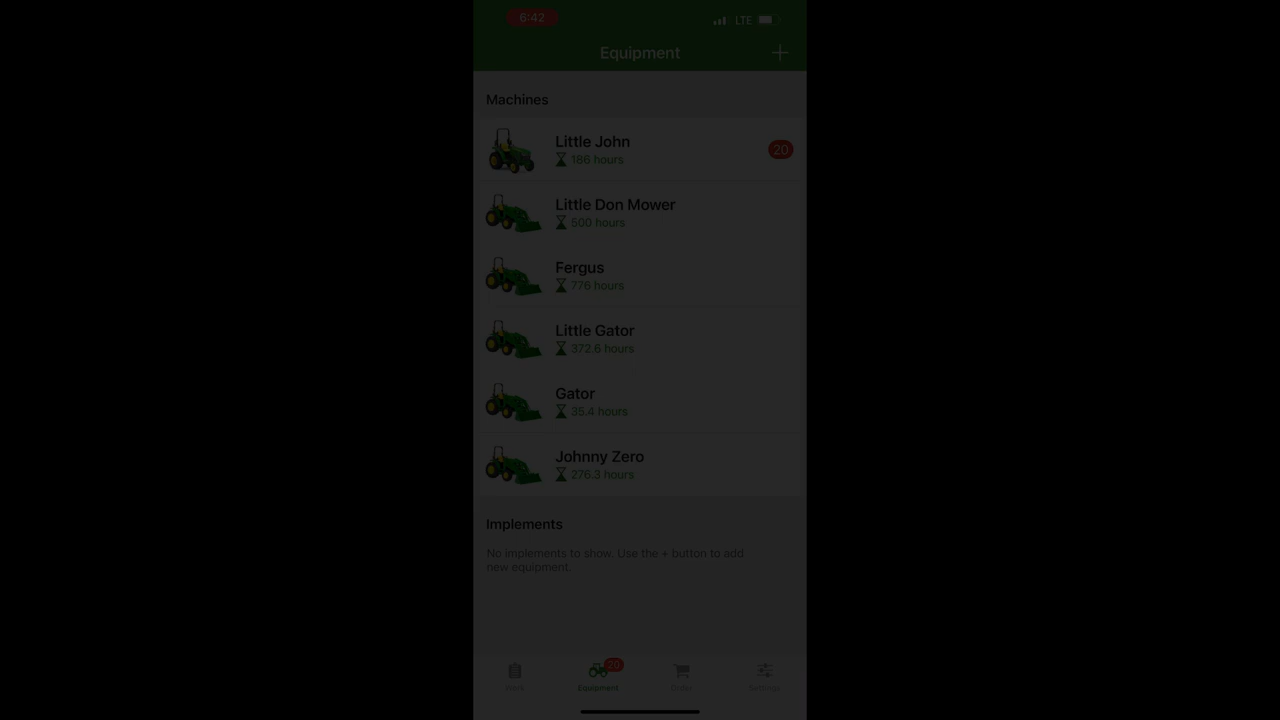 6:42
LTE
Equipment
Machines
Little John
186 hours
20
Little Don Mower
500 hours
Fergus
776 hours
Little Gator
372.6 hours
Gator
35.4 hours
Johnny Zero
276.3 hours
Implements
No implements to show. Use the + button to add
new equipment.
20
Equipment
Settings